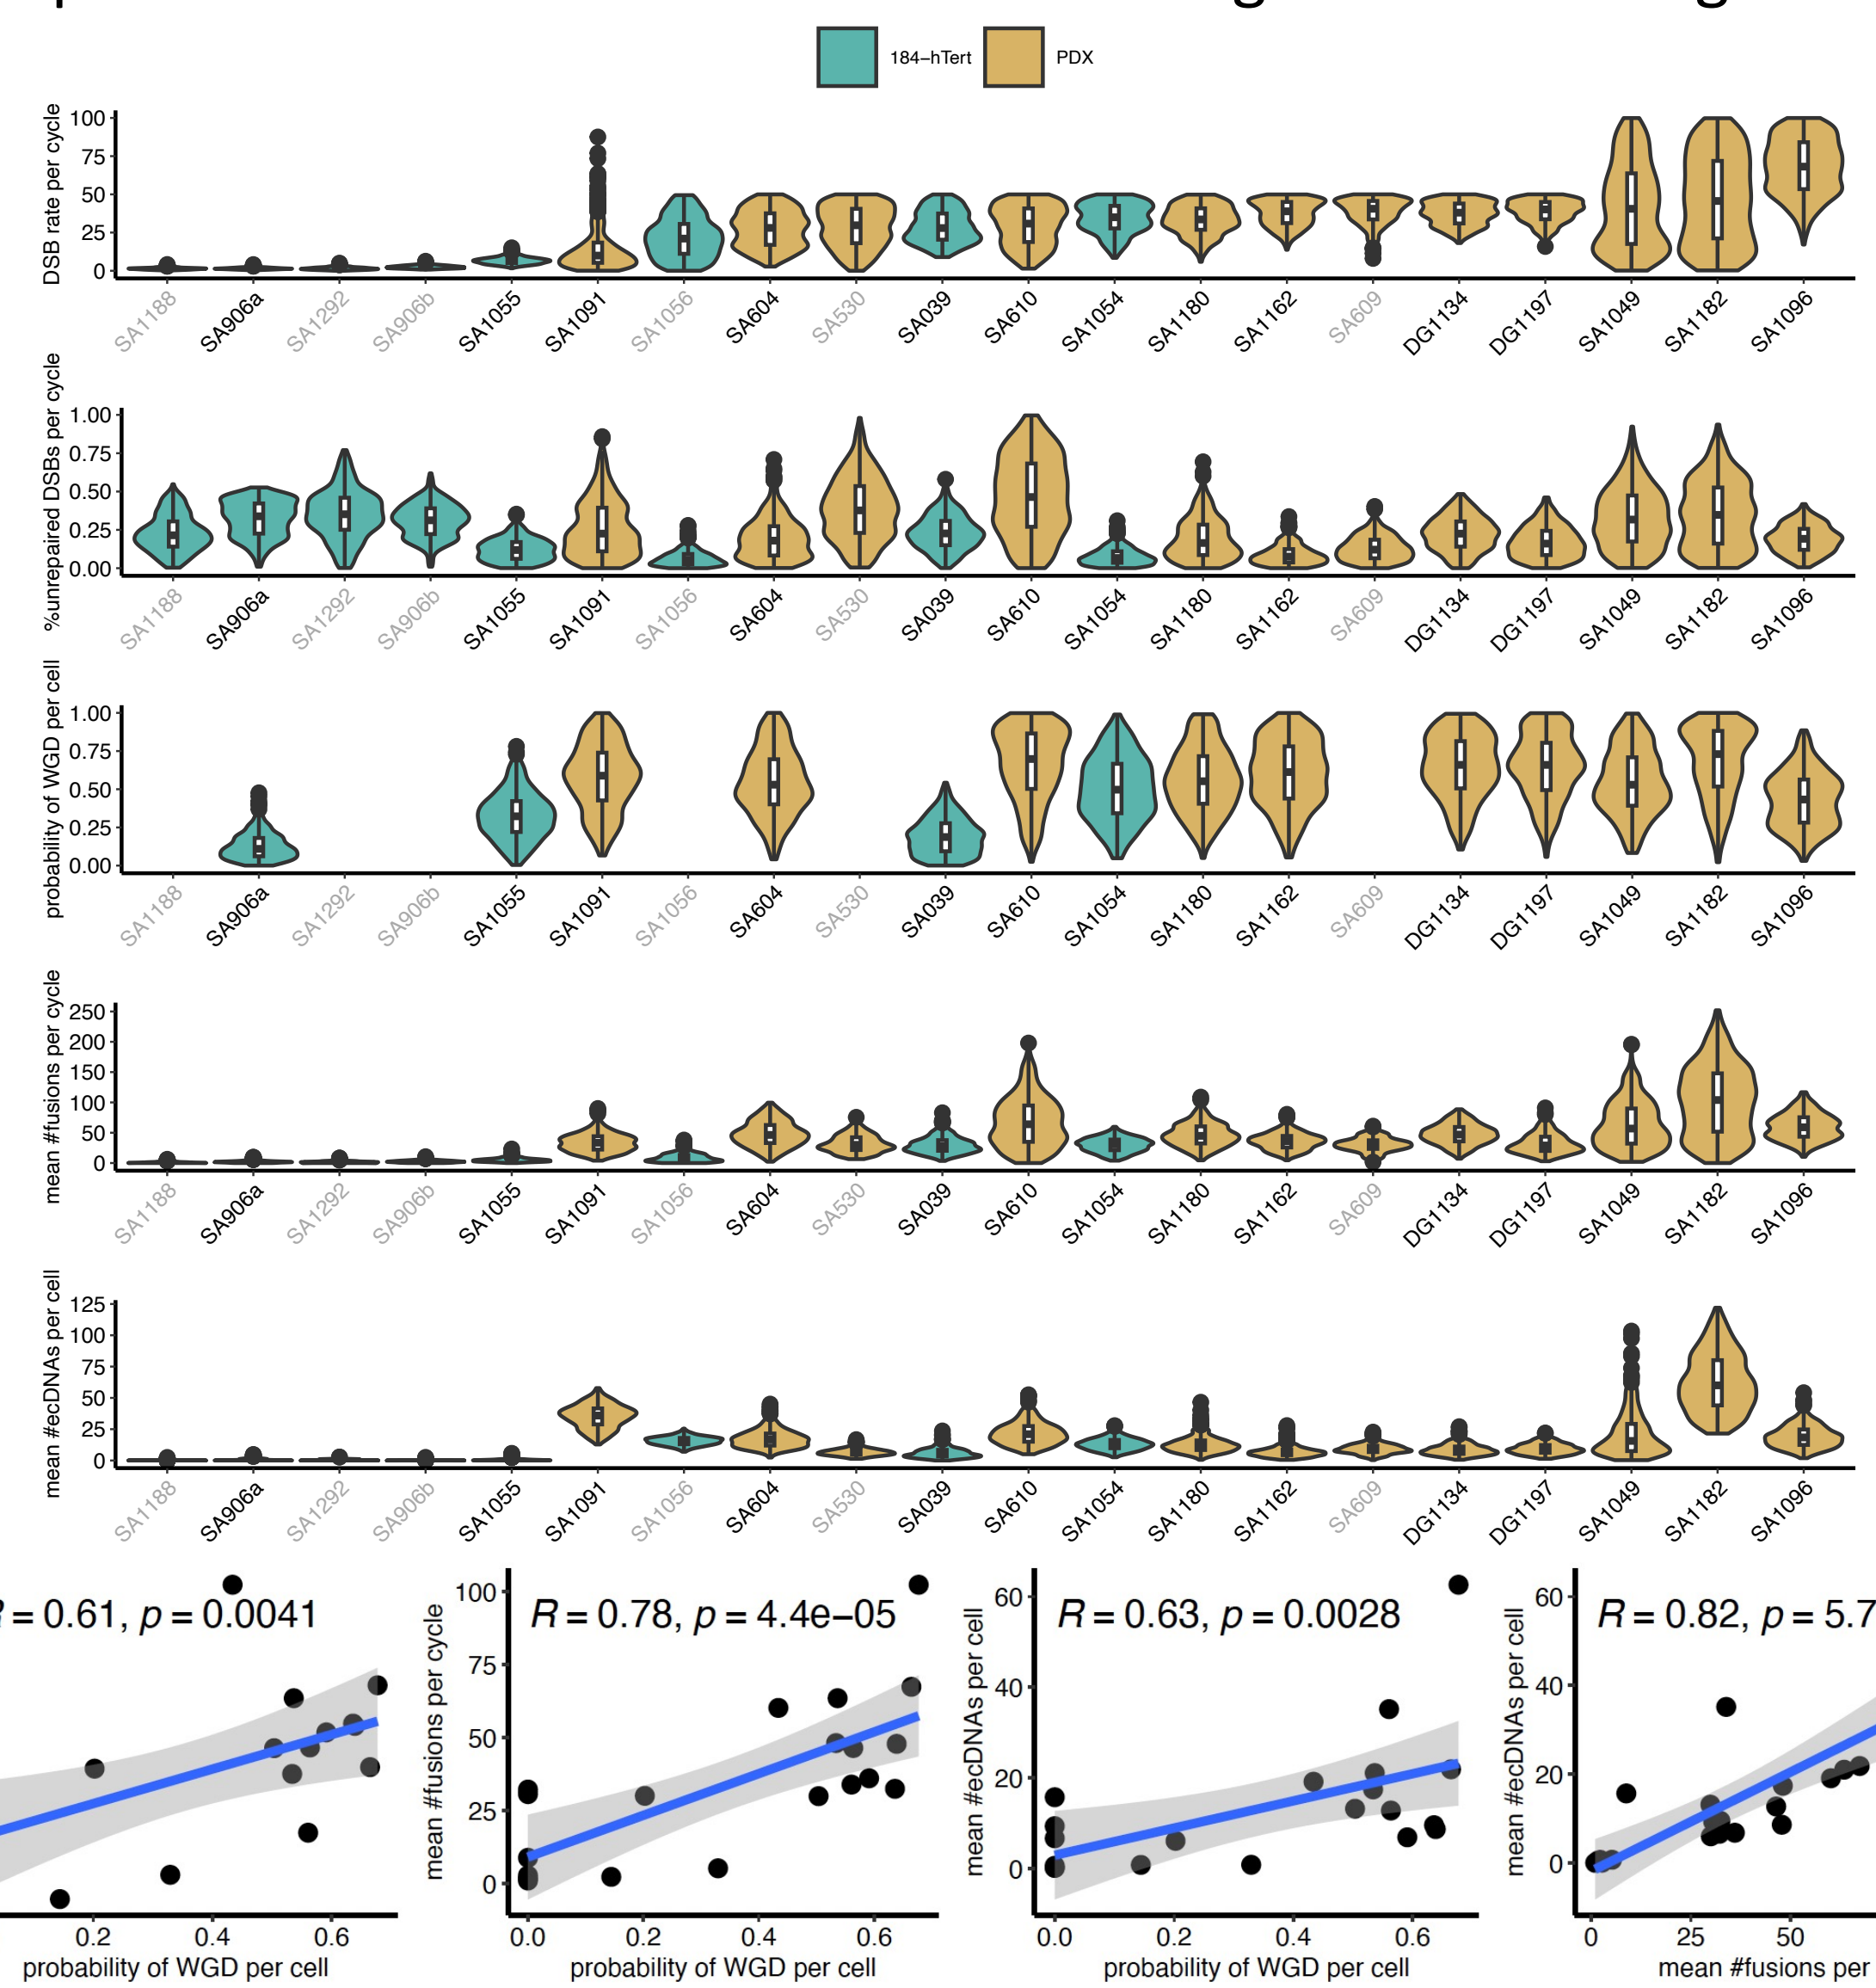 184-hTert PDX
DSB rate per cycle
100
75
50
25
0
SA1188 SA906a SA1292 SA906b SA1055 SA1091 SA1056 SA604 SA530 SA039 SA610 SA1054 SA1180 SA1162 SA609 DG1134 DG1197 SA1049 SA1182 SA1096
%unrepaired DSBs per cycle
1.00
0.75
0.50
0.25
0.00
SA1188 SA906a SA1292 SA906b SA1055 SA1091 SA1056 SA604 SA530 SA039 SA610 SA1054 SA1180 SA1162 SA609 DG1134 DG1197 SA1049 SA1182 SA1096
probability of WGD per cell
1.00
0.75
0.50
0.25
0.00
SA1188 SA906a SA1292 SA906b SA1055 SA1091 SA1056 SA604 SA530 SA039 SA610 SA1054 SA1180 SA1162 SA609 DG1134 DG1197 SA1049 SA1182 SA1096
mean #fusions per cycle
250
200
150
100
50
0
SA1188 SA906a SA1292 SA906b SA1055 SA1091 SA1056 SA604 SA530 SA039 SA610 SA1054 SA1180 SA1162 SA609 DG1134 DG1197 SA1049 SA1182 SA1096
mean #ecDNAs per cell
125
100
75
50
25
0
SA1188 SA906a SA1292 SA906b SA1055 SA1091 SA1056 SA604 SA530 SA039 SA610 SA1054 SA1180 SA1162 SA609 DG1134 DG1197 SA1049 SA1182 SA1096
= 0.61, p = 0.0041
0.2 0.4 0.6
probability of WGD per cell
mean #fusions per cycle
100
75
50
25
0
R = 0.78, p = 4.4e−05
0.0 0.2 0.4 0.6
probability of WGD per cell
mean #ecDNAs per cell
60
40
20
0
R = 0.63, p = 0.0028
0.0 0.2 0.4 0.6
probability of WGD per cell
mean #ecDNAs per cell
60
40
20
0
R = 0.82, p = 5.7
0 25 50
mean #fusions per